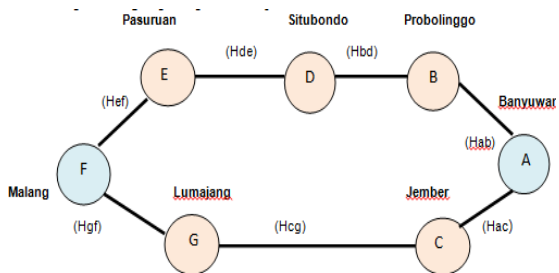 Pasuruan Situbondo Probolinggo
(Hde) (Hbd)
E D B
Banyuwan
(Hef) (Hab)
F A
Malang Lumajang Jember
(Hgf) (Hcg) (Hac)
G C